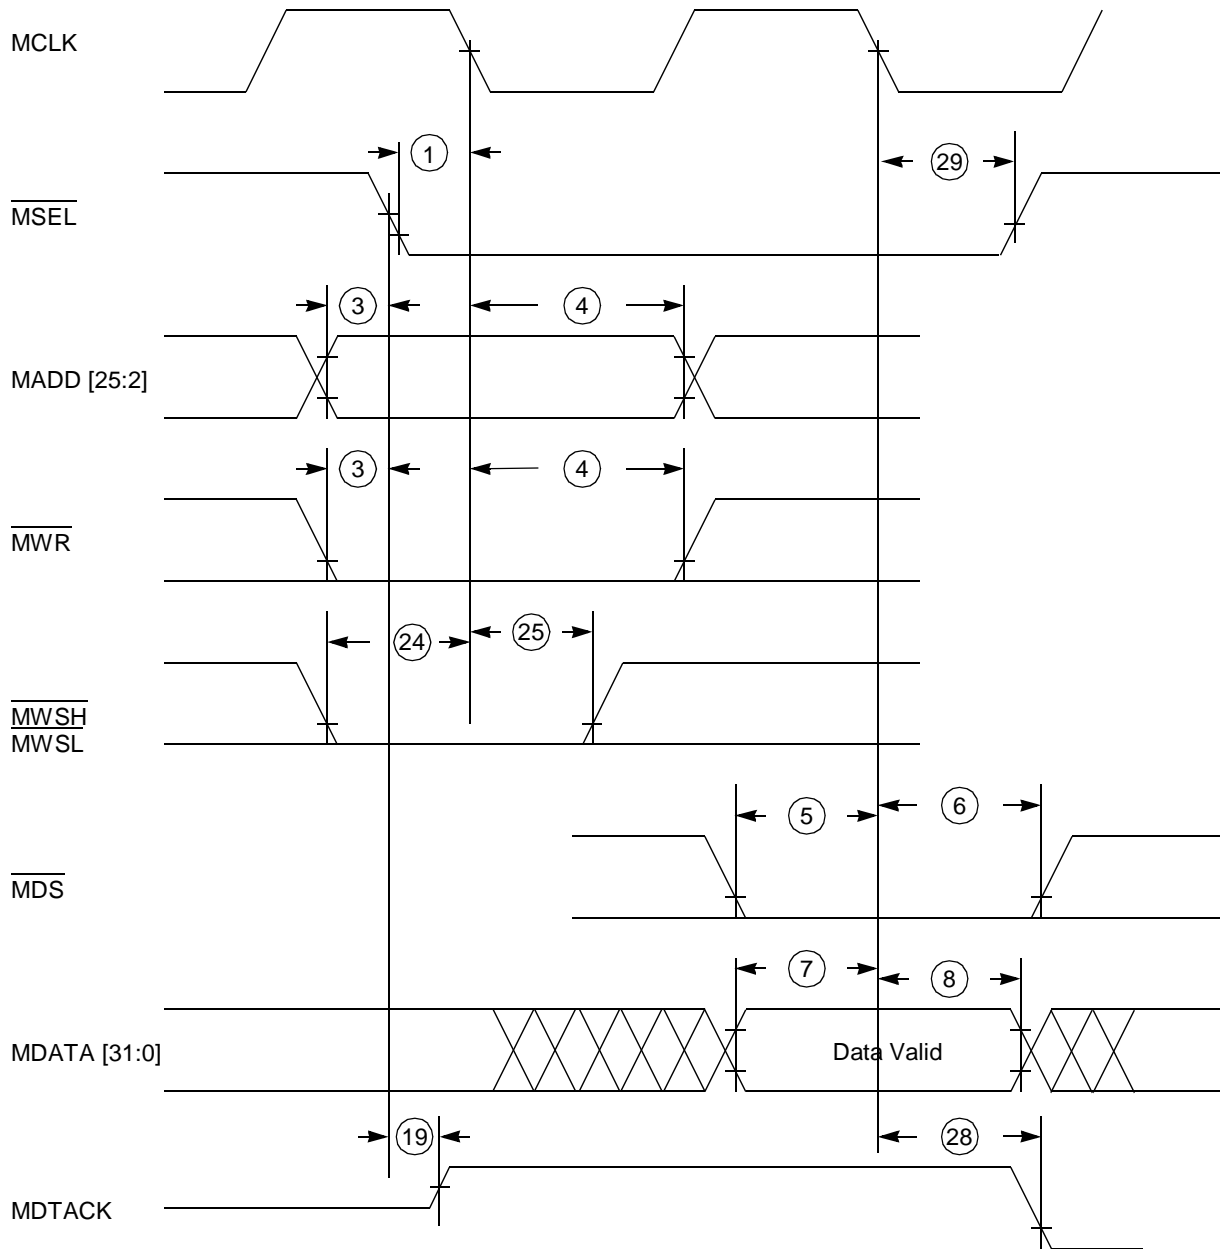 MCLK
1
29
MSEL
3
4
MADD [25:2]
3
4
MWR
24
25
MWSH
MWSL
5
6
MDS
7
8
MDATA [31:0]
Data Valid
19
28
MDTACK